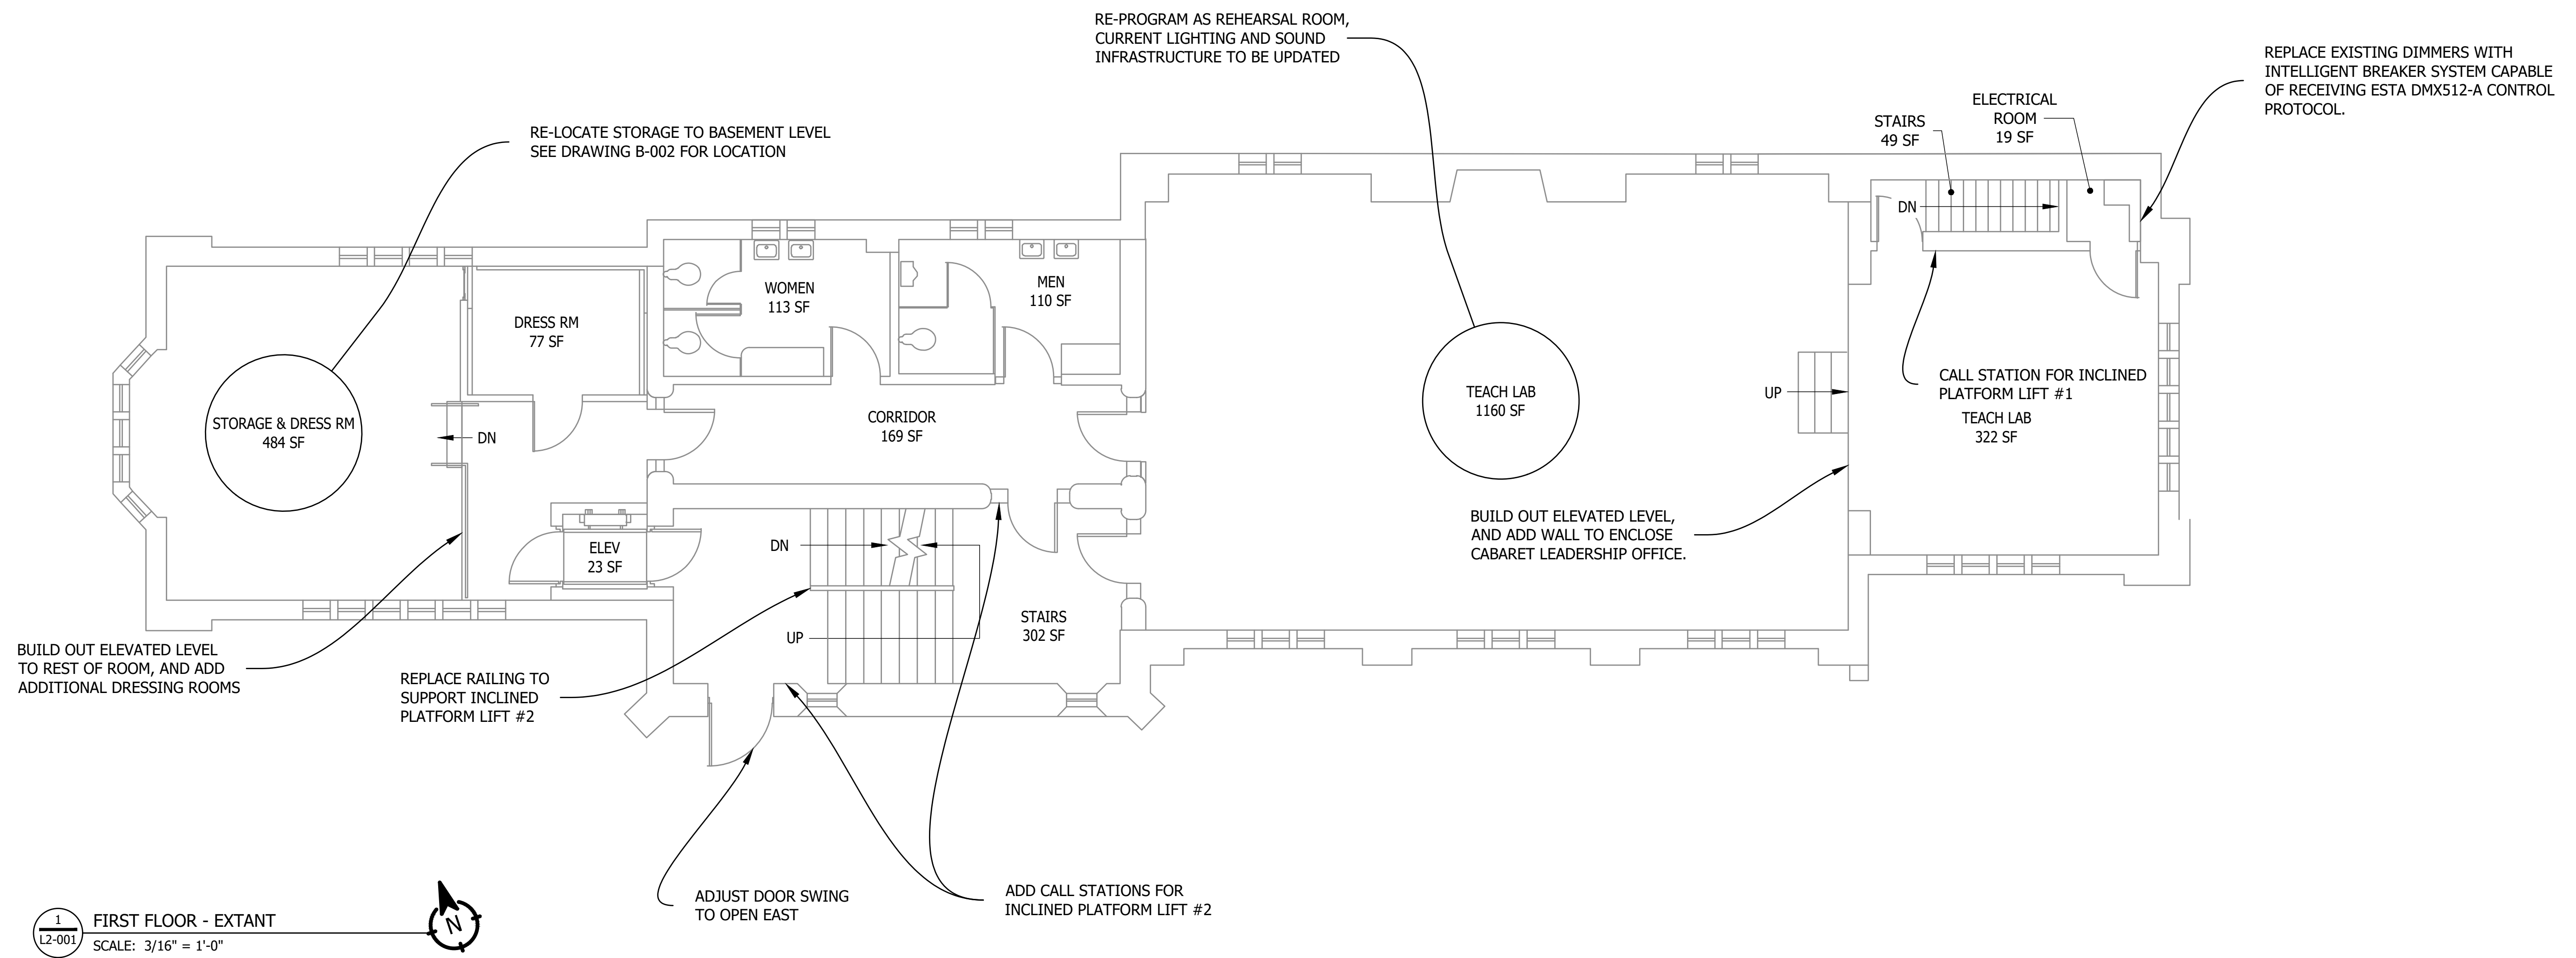 RE-PROGRAM AS REHEARSAL ROOM,
CURRENT LIGHTING AND SOUND
INFRASTRUCTURE TO BE UPDATED
REPLACE EXISTING DIMMERS WITH
INTELLIGENT BREAKER SYSTEM CAPABLE
OF RECEIVING ESTA DMX512-A CONTROL
PROTOCOL.
ELECTRICAL
ROOM
19 SF
STAIRS
49 SF
RE-LOCATE STORAGE TO BASEMENT LEVEL
SEE DRAWING B-002 FOR LOCATION
DN
WOMEN
113 SF
MEN
110 SF
DRESS RM
77 SF
CALL STATION FOR INCLINED
PLATFORM LIFT #1
TEACH LAB
1160 SF
UP
TEACH LAB
322 SF
STORAGE & DRESS RM
484 SF
DN
CORRIDOR
169 SF
BUILD OUT ELEVATED LEVEL,
AND ADD WALL TO ENCLOSE
CABARET LEADERSHIP OFFICE.
ELEV
23 SF
DN
UP
STAIRS
302 SF
BUILD OUT ELEVATED LEVEL
TO REST OF ROOM, AND ADD
ADDITIONAL DRESSING ROOMS
REPLACE RAILING TO
SUPPORT INCLINED
PLATFORM LIFT #2
ADJUST DOOR SWING
TO OPEN EAST
ADD CALL STATIONS FOR
INCLINED PLATFORM LIFT #2
1
L2-001
FIRST FLOOR - EXTANT
SCALE: 3/16" = 1'-0"
N